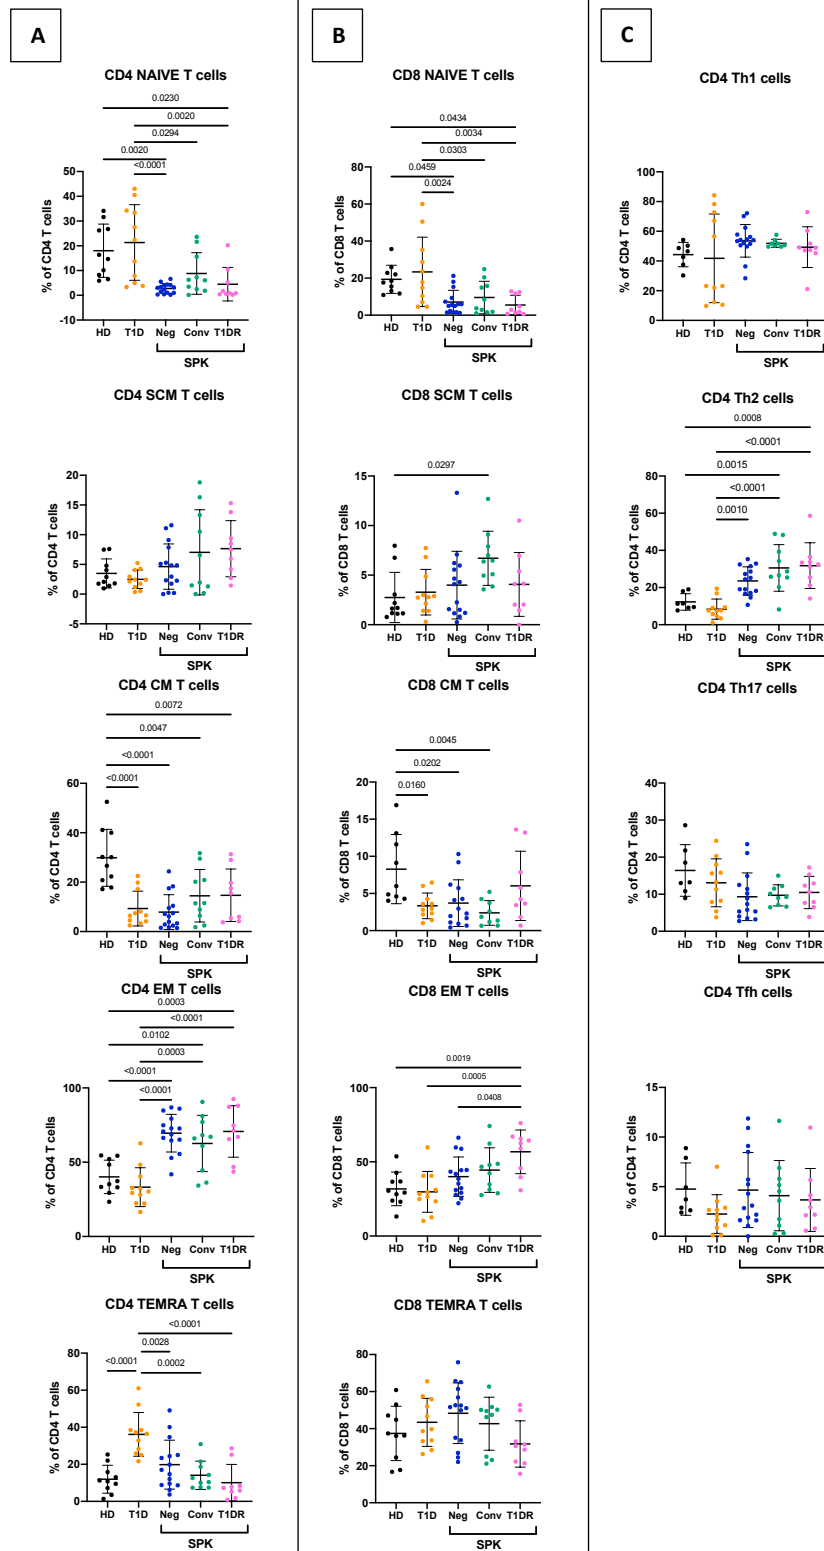 A
CD4 NAIVE T cells
0.0230
0.0020
0.0294
0.0020
<0.0001
% of CD4 T cells
50
40
30
20
10
0
-10
HD T1D Neg Conv T1DR
SPK
CD4 SCM T cells
% of CD4 T cells
20
15
10
5
0
-5
HD T1D Neg Conv T1DR
SPK
CD4 CM T cells
0.0072
0.0047
<0.0001
<0.0001
% of CD4 T cells
60
40
20
0
HD T1D Neg Conv T1DR
SPK
CD4 EM T cells
0.0003
<0.0001
0.0102
0.0003
<0.0001
<0.0001
% of CD4 T cells
100
50
0
HD T1D Neg Conv T1DR
SPK
CD4 TEMRA T cells
<0.0001
0.0028
<0.0001
0.0002
% of CD4 T cells
80
60
40
20
0
HD T1D Neg Conv T1DR
SPK
B
CD8 NAIVE T cells
0.0434
0.0034
0.0303
0.0459
0.0024
% of CD8 T cells
80
60
40
20
0
HD T1D Neg Conv T1DR
SPK
CD8 SCM T cells
0.0297
% of CD8 T cells
15
10
5
0
HD T1D Neg Conv T1DR
SPK
CD8 CM T cells
0.0045
0.0202
0.0160
% of CD8 T cells
20
15
10
5
0
HD T1D Neg Conv T1DR
SPK
CD8 EM T cells
0.0019
0.0005
0.0408
% of CD8 T cells
100
50
0
HD T1D Neg Conv T1DR
SPK
CD8 TEMRA T cells
% of CD8 T cells
80
60
40
20
0
HD T1D Neg Conv T1DR
SPK
C
CD4 Th1 cells
% of CD4 T cells
100
80
60
40
20
0
HD T1D Neg Conv T1DR
SPK
CD4 Th2 cells
0.0008
<0.0001
0.0015
<0.0001
0.0010
% of CD4 T cells
80
60
40
20
0
HD T1D Neg Conv T1DR
SPK
CD4 Th17 cells
% of CD4 T cells
40
30
20
10
0
HD T1D Neg Conv T1DR
SPK
CD4 Tfh cells
% of CD4 T cells
15
10
5
0
HD T1D Neg Conv T1DR
SPK